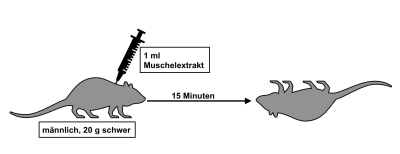 1 ml
Muschelextrakt
15 Minuten
männlich, 20 g schwer